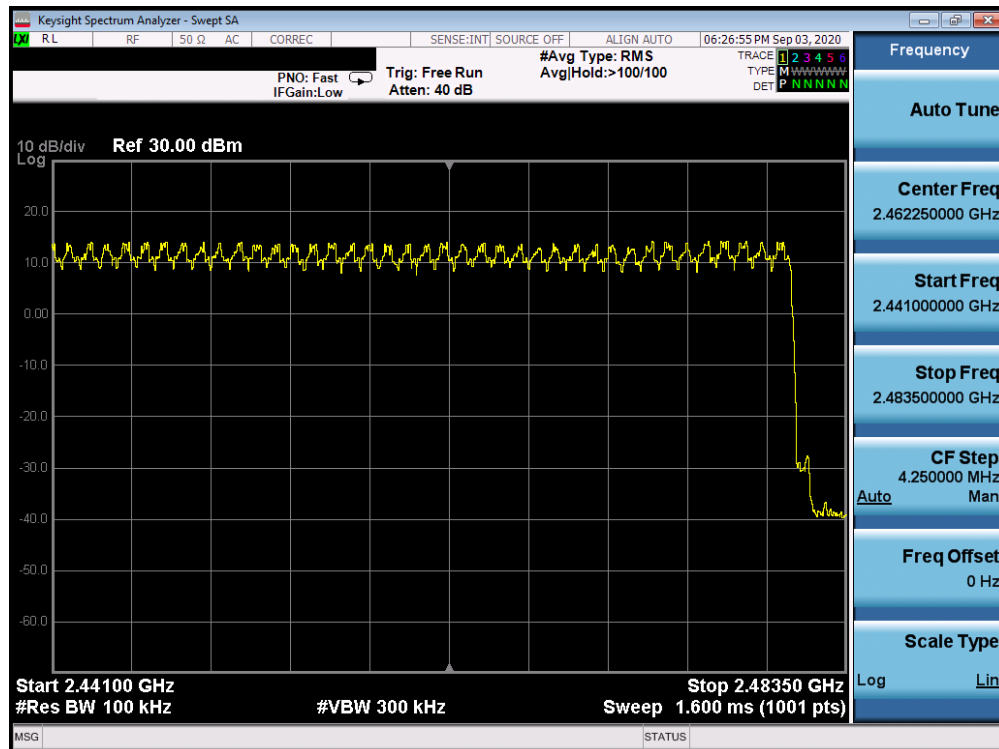 Keysight Spectrum Analyzer - Swept SA
LXI RL RF 50 Ω AC CORREC SENSE:INT SOURCE OFF ALIGN AUTO 06:26:55 PM Sep 03, 2020
#Avg Type: RMS TRACE 1 2 3 4 5 6
PNO: Fast Trig: Free Run Avg|Hold:>100/100 TYPE M WWWWW
IFGain:Low Atten: 40 dB DET P N N N N N
10 dB/div Ref 30.00 dBm
Log
20.0
10.0
0.00
-10.0
-20.0
-30.0
-40.0
-50.0
-60.0
Start 2.44100 GHz Stop 2.48350 GHz
#Res BW 100 kHz #VBW 300 kHz Sweep 1.600 ms (1001 pts)
MSG STATUS
Frequency
Auto Tune
Center Freq
2.462250000 GHz
Start Freq
2.441000000 GHz
Stop Freq
2.483500000 GHz
CF Step
4.250000 MHz
Auto Man
Freq Offset
0 Hz
Scale Type
Log Lin